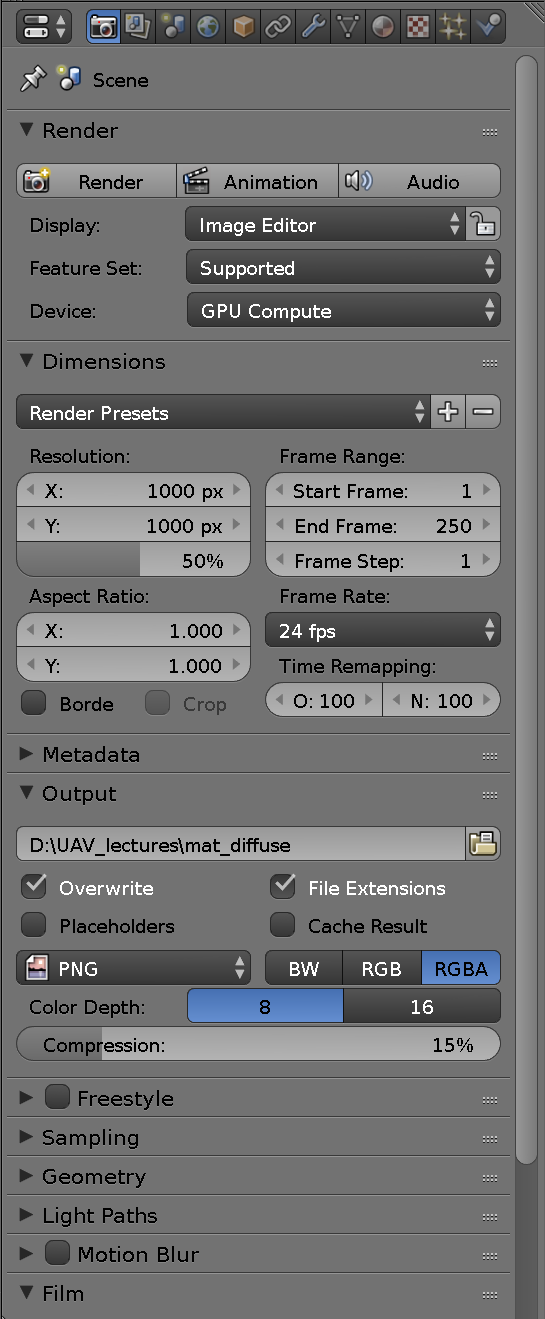 Scene
Render
Render Animation Audio
Display: Image Editor
Feature Set: Supported
Device: GPU Compute
Dimensions
Render Presets
Resolution: Frame Range:
X: 1000 px Start Frame: 1
Y: 1000 px End Frame: 250
50% Frame Step: 1
Aspect Ratio: Frame Rate:
X: 1.000 24 fps
Y: 1.000 Time Remapping:
Borde Crop O: 100 N: 100
Metadata
Output
D:\UAV_lectures\mat_diffuse
Overwrite File Extensions
Placeholders Cache Result
PNG BW RGB RGBA
Color Depth: 8 16
Compression: 15%
Freestyle
Sampling
Geometry
Light Paths
Motion Blur
Film